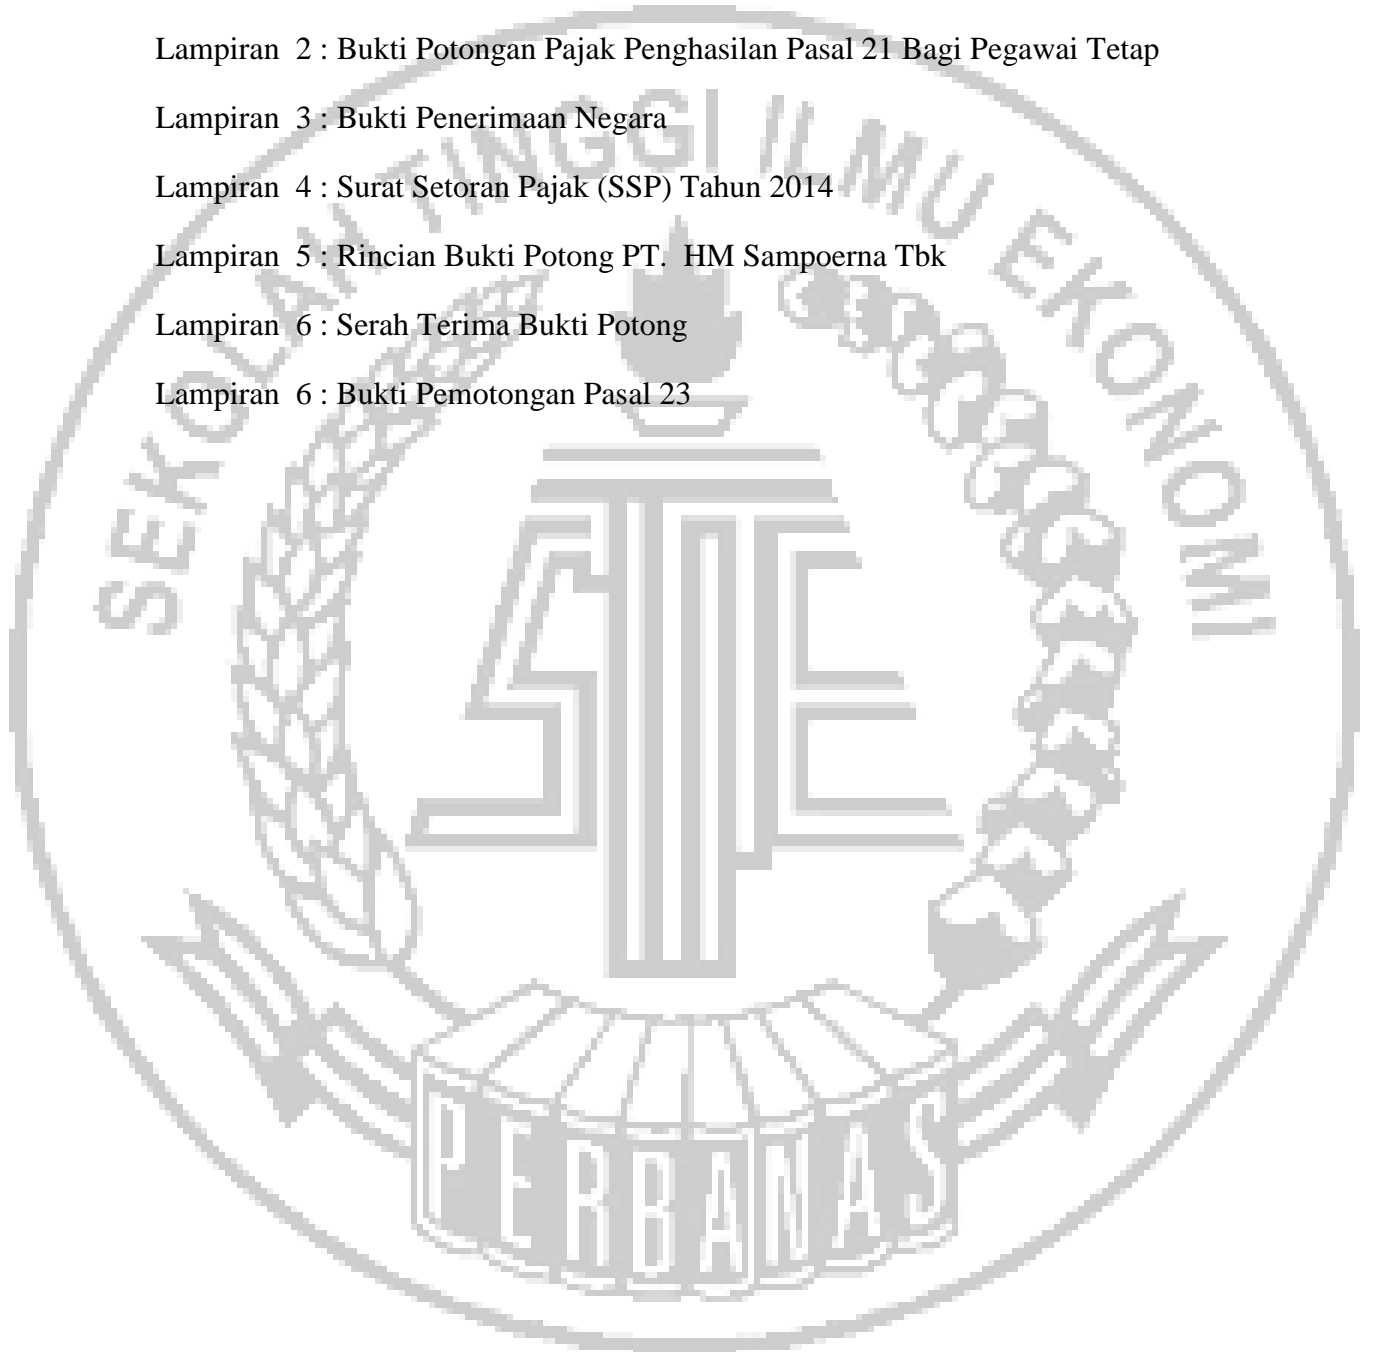 Lampiran  2 : Bukti Potongan Pajak Penghasilan Pasal 21 Bagi Pegawai Tetap
Lampiran  3 : Bukti Penerimaan Negara
Lampiran  4 : Surat Setoran Pajak (SSP) Tahun 2014
Lampiran  5 : Rincian Bukti Potong PT.  HM Sampoerna Tbk
Lampiran  6 : Serah Terima Bukti Potong
Lampiran  6 : Bukti Pemotongan Pasal 23
SEKOLAH TINGGI ILMU EKONOMI
STIE
PERBANAS